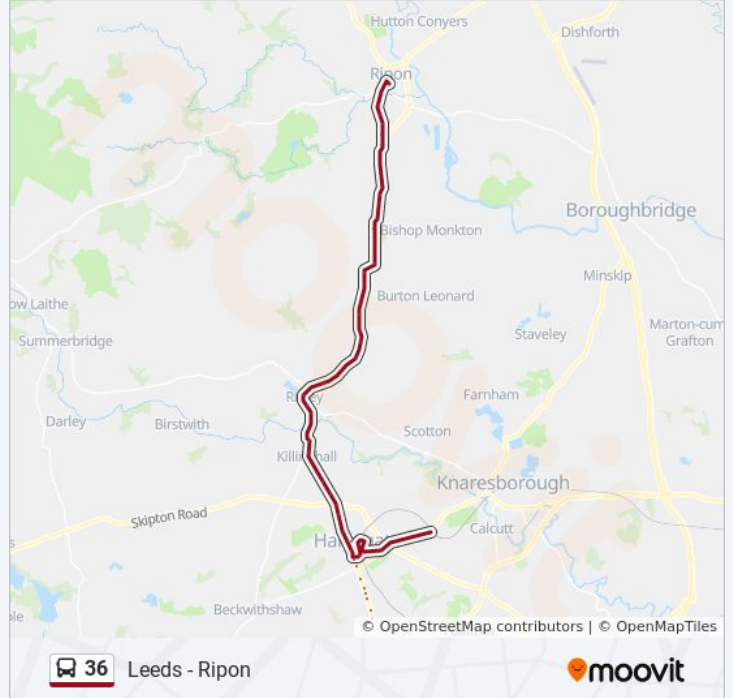 Hutton Conyers
Dishforth
Ripon
Boroughbridge
Bishop Monkton
Minskip
Burton Leonard
ow Laithe
Marton-cum
Grafton
Staveley
Summerbridge
Farnham
Darley
Birstwith
Scotton
Knaresborough
Skipton Road
Calcutt
Beckwithshaw
© OpenStreetMap contributors | © OpenMapTiles
36 Leeds - Ripon
moovit